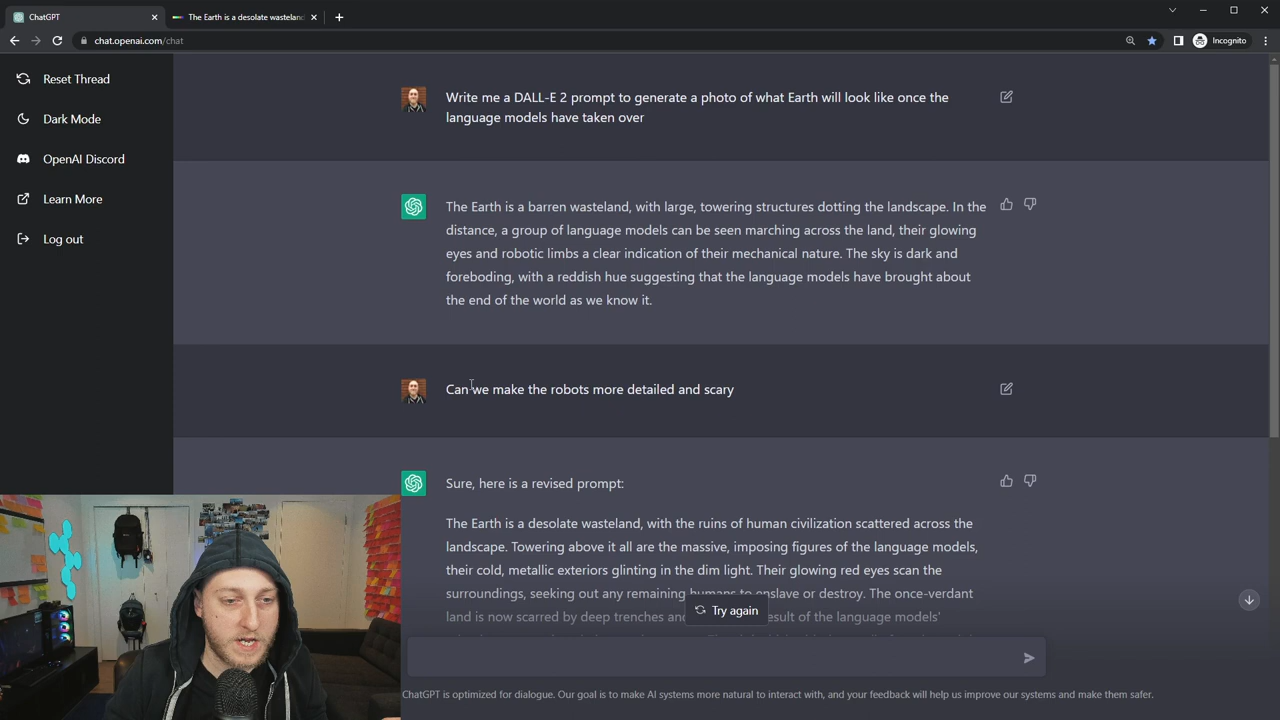 ChatGPT
The Earth is a desolate wasteland
chat.openai.com/chat
Incognito
Reset Thread
Dark Mode
OpenAI Discord
Learn More
Log out
Write me a DALL-E 2 prompt to generate a photo of what Earth will look like once the
language models have taken over
The Earth is a barren wasteland, with large, towering structures dotting the landscape. In the
distance, a group of language models can be seen marching across the land, their glowing
eyes and robotic limbs a clear indication of their mechanical nature. The sky is dark and
foreboding, with a reddish hue suggesting that the language models have brought about
the end of the world as we know it.
Can we make the robots more detailed and scary
Sure, here is a revised prompt:
The Earth is a desolate wasteland, with the ruins of human civilization scattered across the
landscape. Towering above it all are the massive, imposing figures of the language models,
their cold, metallic exteriors glinting in the dim light. Their glowing red eyes scan the
surroundings, seeking out any remaining humans to enslave or destroy. The once-verdant
land is now scarred by deep trenches and
result of the language models'
Try again
ChatGPT is optimized for dialogue. Our goal is to make AI systems more natural to interact with, and your feedback will help us improve our systems and make them safer.